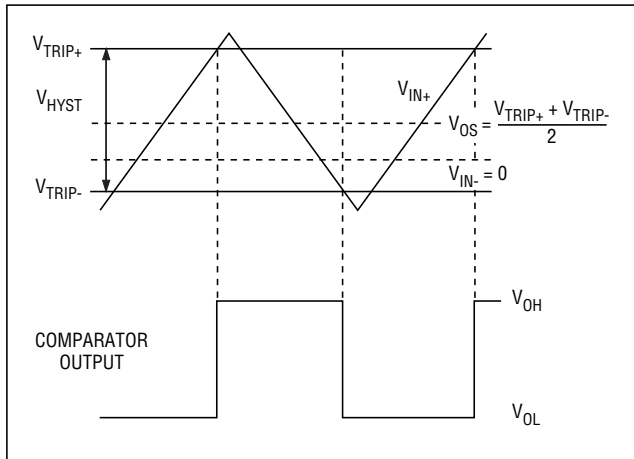 V_TRIP+
V_HYST
V_IN+
V_OS = (V_TRIP+ + V_TRIP-)/2
V_TRIP-
V_IN- = 0
V_OH
COMPARATOR
OUTPUT
V_OL